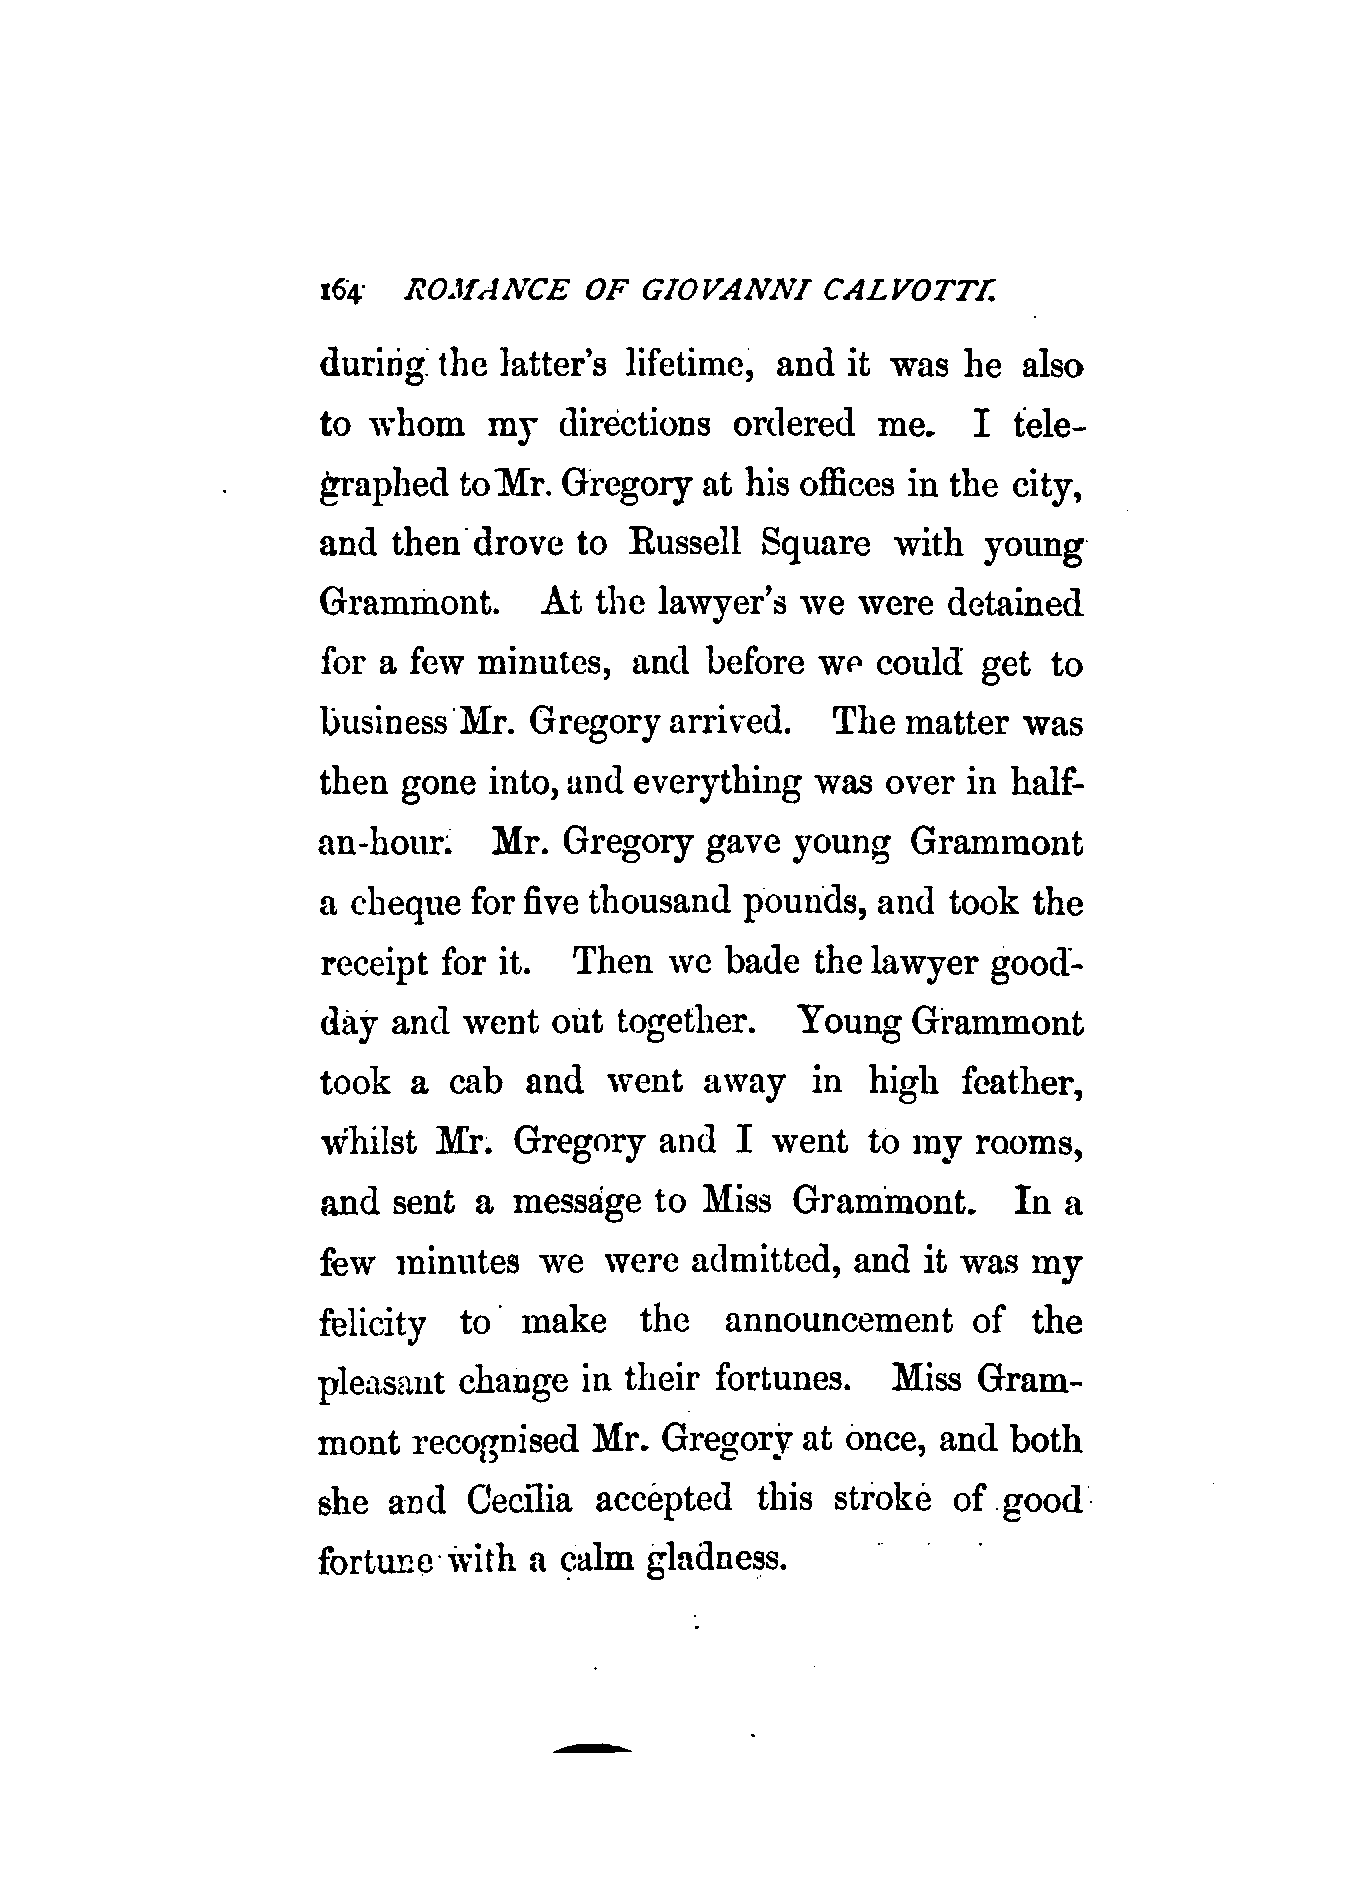 164 ROMANCE OF GIOVANNI CALVOTTI.
during the latter's lifetime, and it was he also
to whom my directions ordered me. I tele-
graphed to Mr. Gregory at his offices in the city,
and then drove to Russell Square with young
Grammont. At the lawyer's we were detained
for a few minutes, and before we could get to
business Mr. Gregory arrived. The matter was
then gone into, and everything was over in half-
an-hour. Mr. Gregory gave young Grammont
a cheque for five thousand pounds, and took the
receipt for it. Then we bade the lawyer good-
day and went out together. Young Grammont
took a cab and went away in high feather,
whilst Mr. Gregory and I went to my rooms,
and sent a message to Miss Grammont. In a
few minutes we were admitted, and it was my
felicity to make the announcement of the
pleasant change in their fortunes. Miss Gram-
mont recognised Mr. Gregory at once, and both
she and Cecilia accepted this stroke of good
fortune with a calm gladness.